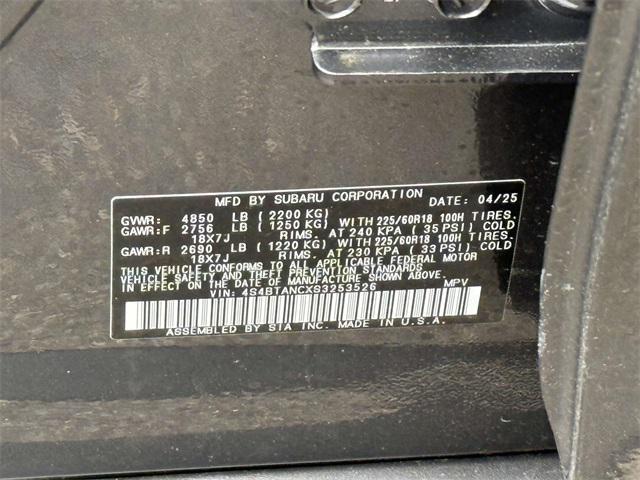 MFD BY SUBARU CORPORATION DATE: 04/25
GVWR: 4850 LB (2200 KG)
GAWR:F 2756 LB (1250 KG) WITH 225/60R18 100H TIRES.
18X7J RIMS. AT 240 KPA (35 PSI) COLD
GAWR:R 2690 LB (1220 KG) WITH 225/60R18 100H TIRES.
18X7J RIMS. AT 230 KPA (33 PSI) COLD
THIS VEHICLE CONFORMS TO ALL APPLICABLE FEDERAL MOTOR
VEHICLE SAFETY AND THEFT PREVENTION STANDARDS
IN EFFECT ON THE DATE OF MANUFACTURE SHOWN ABOVE.
VIN: 4S4BTANCXS3253526 MPV
ASSEMBLED BY SIA INC. MADE IN U.S.A.